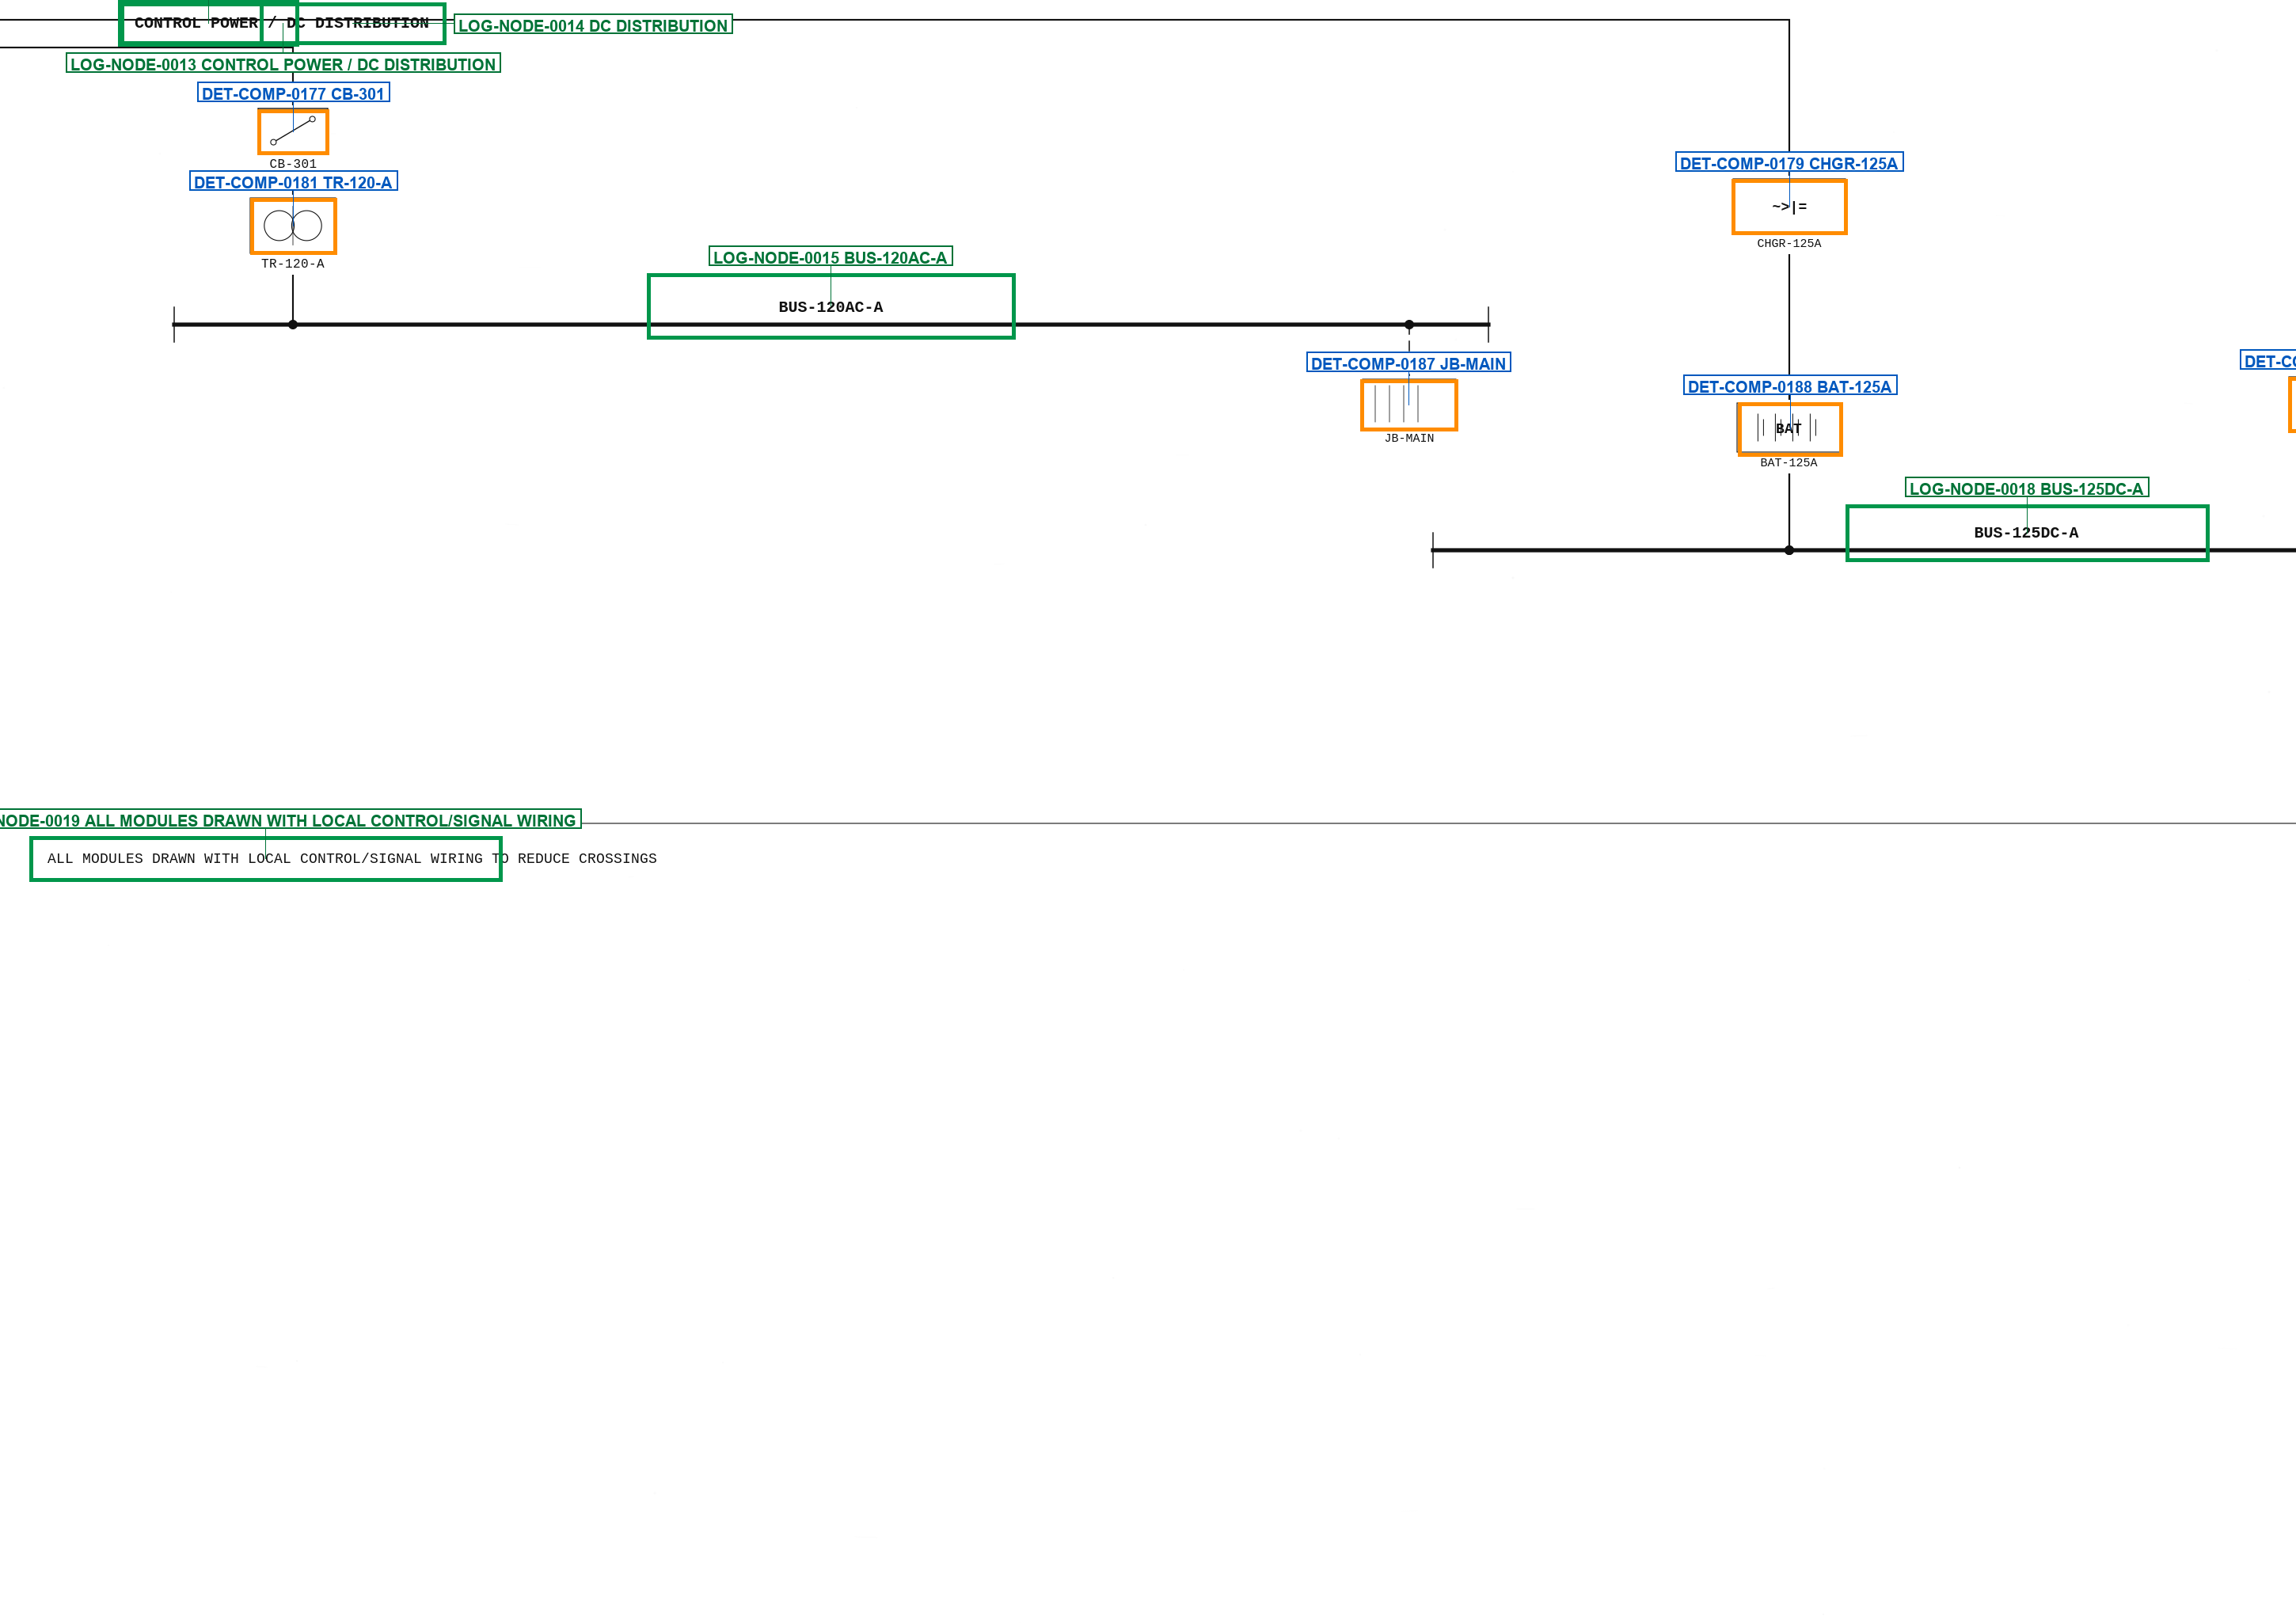 CONTROL POWER / DC DISTRIBUTION
LOG-NODE-0014 DC DISTRIBUTION
LOG-NODE-0013 CONTROL POWER / DC DISTRIBUTION
DET-COMP-0177 CB-301
CB-301
DET-COMP-0181 TR-120-A
TR-120-A
DET-COMP-0179 CHGR-125A
~>|=
CHGR-125A
LOG-NODE-0015 BUS-120AC-A
BUS-120AC-A
DET-COMP-0187 JB-MAIN
JB-MAIN
DET-COMP-0188 BAT-125A
BAT
BAT-125A
LOG-NODE-0018 BUS-125DC-A
BUS-125DC-A
NODE-0019 ALL MODULES DRAWN WITH LOCAL CONTROL/SIGNAL WIRING
ALL MODULES DRAWN WITH LOCAL CONTROL/SIGNAL WIRING TO REDUCE CROSSINGS